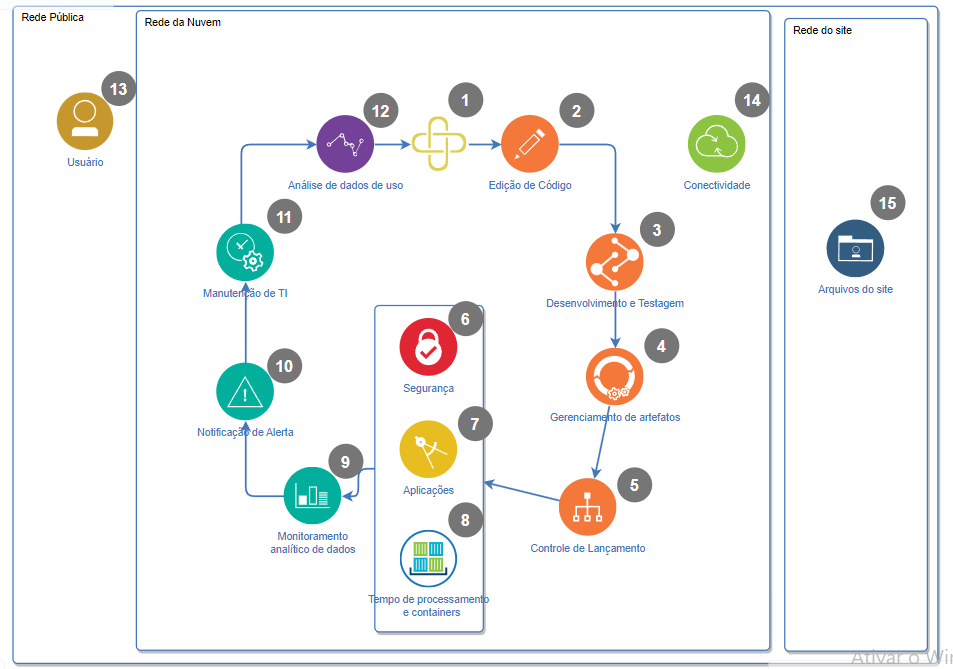 Rede Pública
Rede da Nuvem
Rede do site
13
Usuário
12
Análise de dados de uso
1
2
Edição de Código
14
Conectividade
15
Arquivos do site
11
Manutenção de TI
3
Desenvolvimento e Testagem
6
Segurança
4
Gerenciamento de artefatos
10
Notificação de Alerta
7
Aplicações
9
Monitoramento
analítico de dados
5
Controle de Lançamento
8
Tempo de processamento
e containers
Ativar o Win